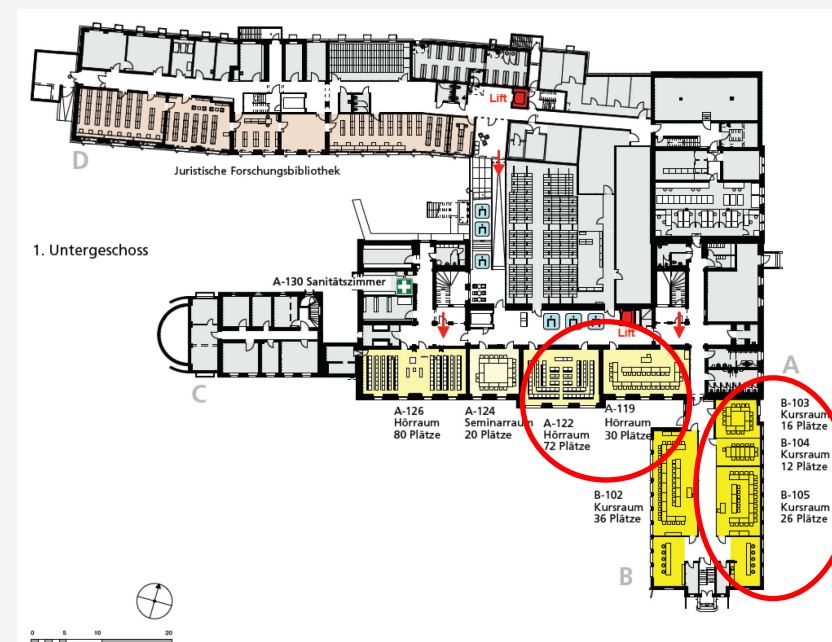 Lift
D
Juristische Forschungsbibliothek
1. Untergeschoss
A-130 Sanitätszimmer
Lift
C
A
A-126
Hörraum
80 Plätze
A-124
Seminarraum
20 Plätze
A-122
Hörraum
72 Plätze
A-119
Hörraum
30 Plätze
B-103
Kursraum
16 Plätze
B-104
Kursraum
12 Plätze
B-102
Kursraum
36 Plätze
B-105
Kursraum
26 Plätze
B
0 5 10 20